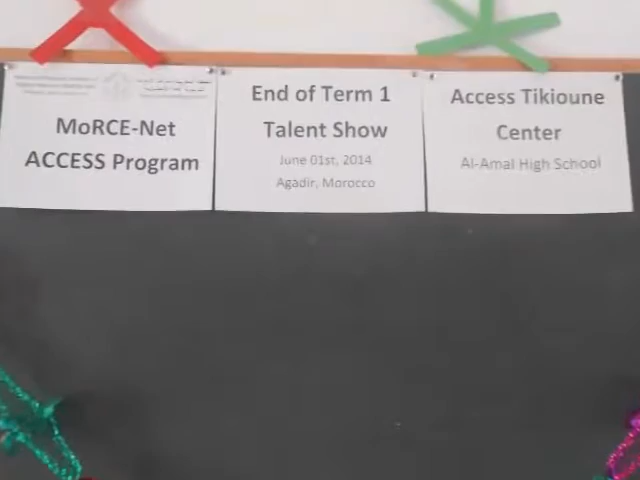 MoRCE-Net
ACCESS Program
End of Term 1
Talent Show
June 01st, 2014
Agadir, Morocco
Access Tikioune
Center
Al-Amal High School